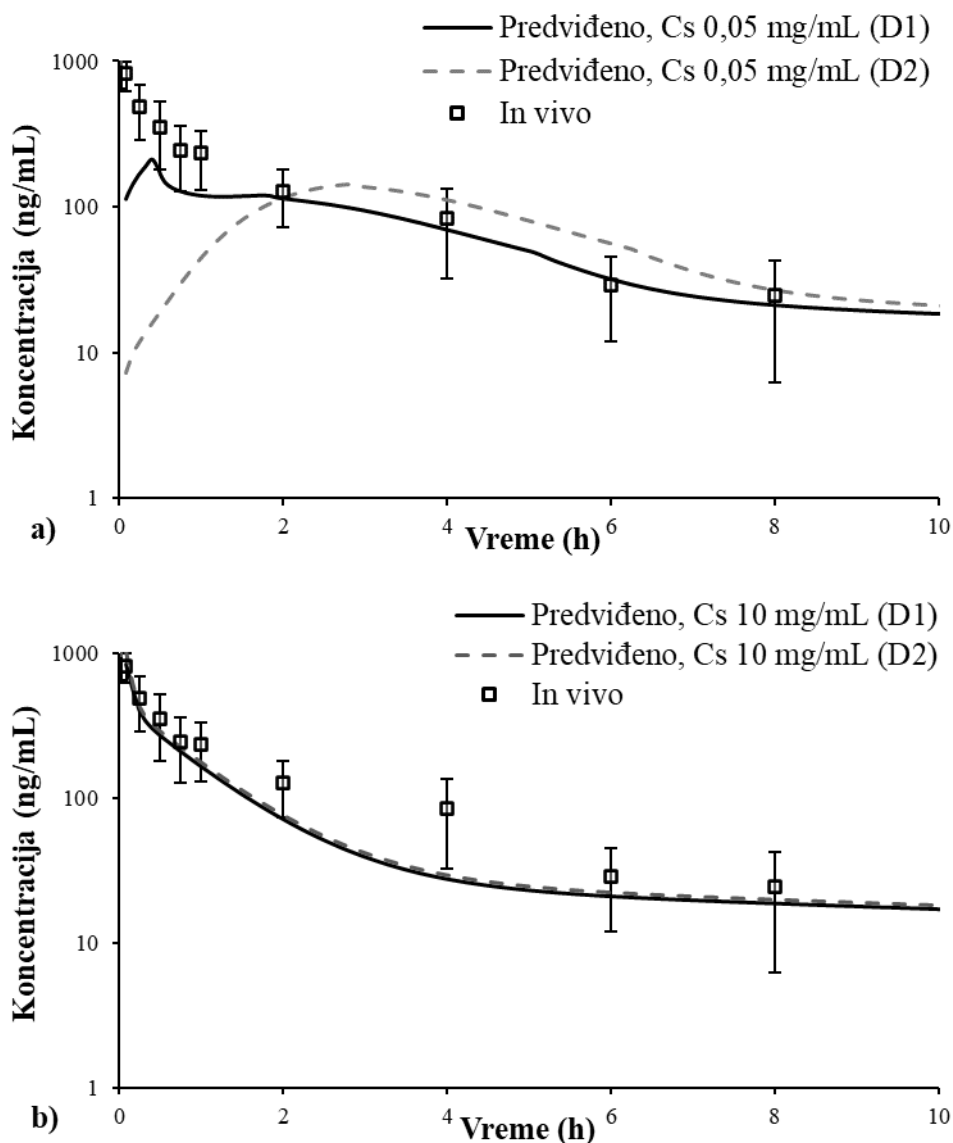 Predviđeno, Cs 0,05 mg/mL (D1)
Predviđeno, Cs 0,05 mg/mL (D2)
In vivo
Koncentracija (ng/mL)
1000
100
10
1
0 2 4 6 8 10
a)
Vreme (h)
Predviđeno, Cs 10 mg/mL (D1)
Predviđeno, Cs 10 mg/mL (D2)
In vivo
Koncentracija (ng/mL)
1000
100
10
1
0 2 4 6 8 10
b)
Vreme (h)